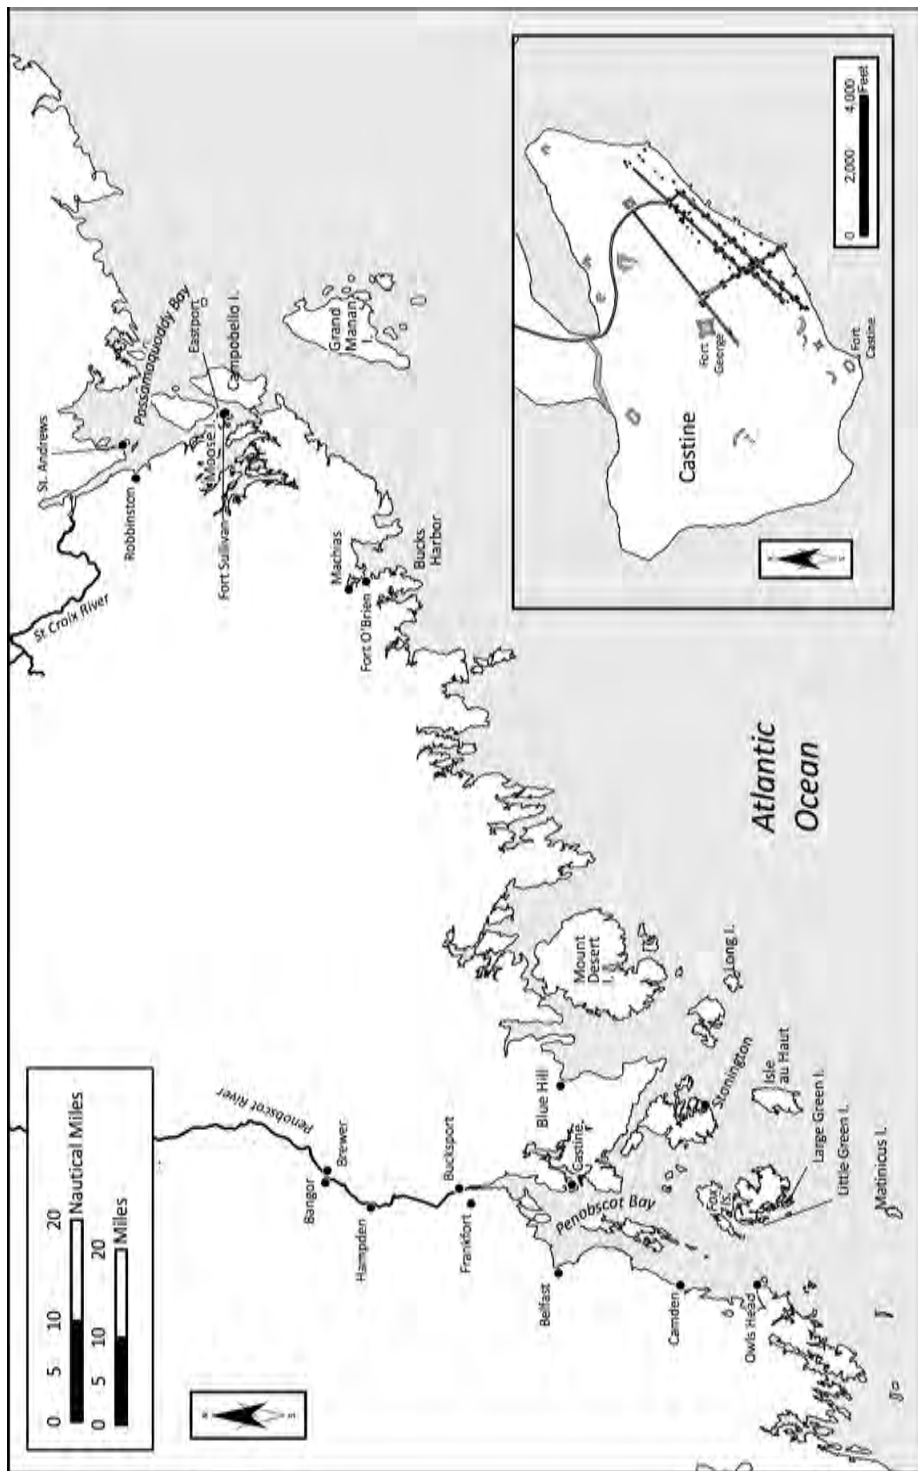 0 5 10 20
Nautical Miles
0 5 10 20
Miles
N
S
Penobscot River
Bangor
Brewer
Hampden
Bucksport
Frankfort
Belfast
Blue Hill
Castine
Penobscot Bay
Camden
Owls Head
Fox Is.
Stonington
Mount
Desert
I.
Long I.
Isle
au Haut
Large Green I.
Little Green I.
Matinicus I.
Atlantic
Ocean
St Croix River
St. Andrews
Robbinston
Passamaquoddy Bay
Eastport
Campobello I.
Moose I.
Fort Sullivan
Machias
Fort O'Brien
Bucks
Harbor
Grand
Manan
I.
Castine
Fort
George
Fort
Castine
0 2,000 4,000
Feet